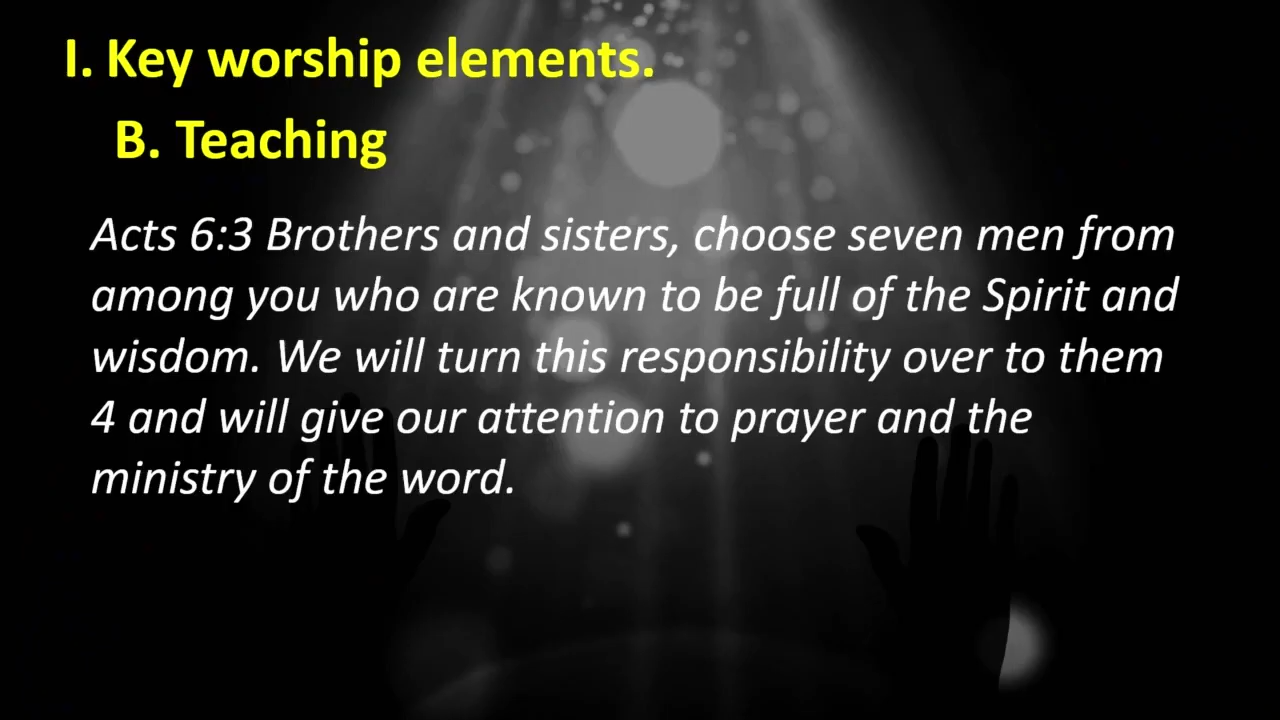 I. Key worship elements.
B. Teaching
Acts 6:3 Brothers and sisters, choose seven men from
among you who are known to be full of the Spirit and
wisdom. We will turn this responsibility over to them
4 and will give our attention to prayer and the
ministry of the word.